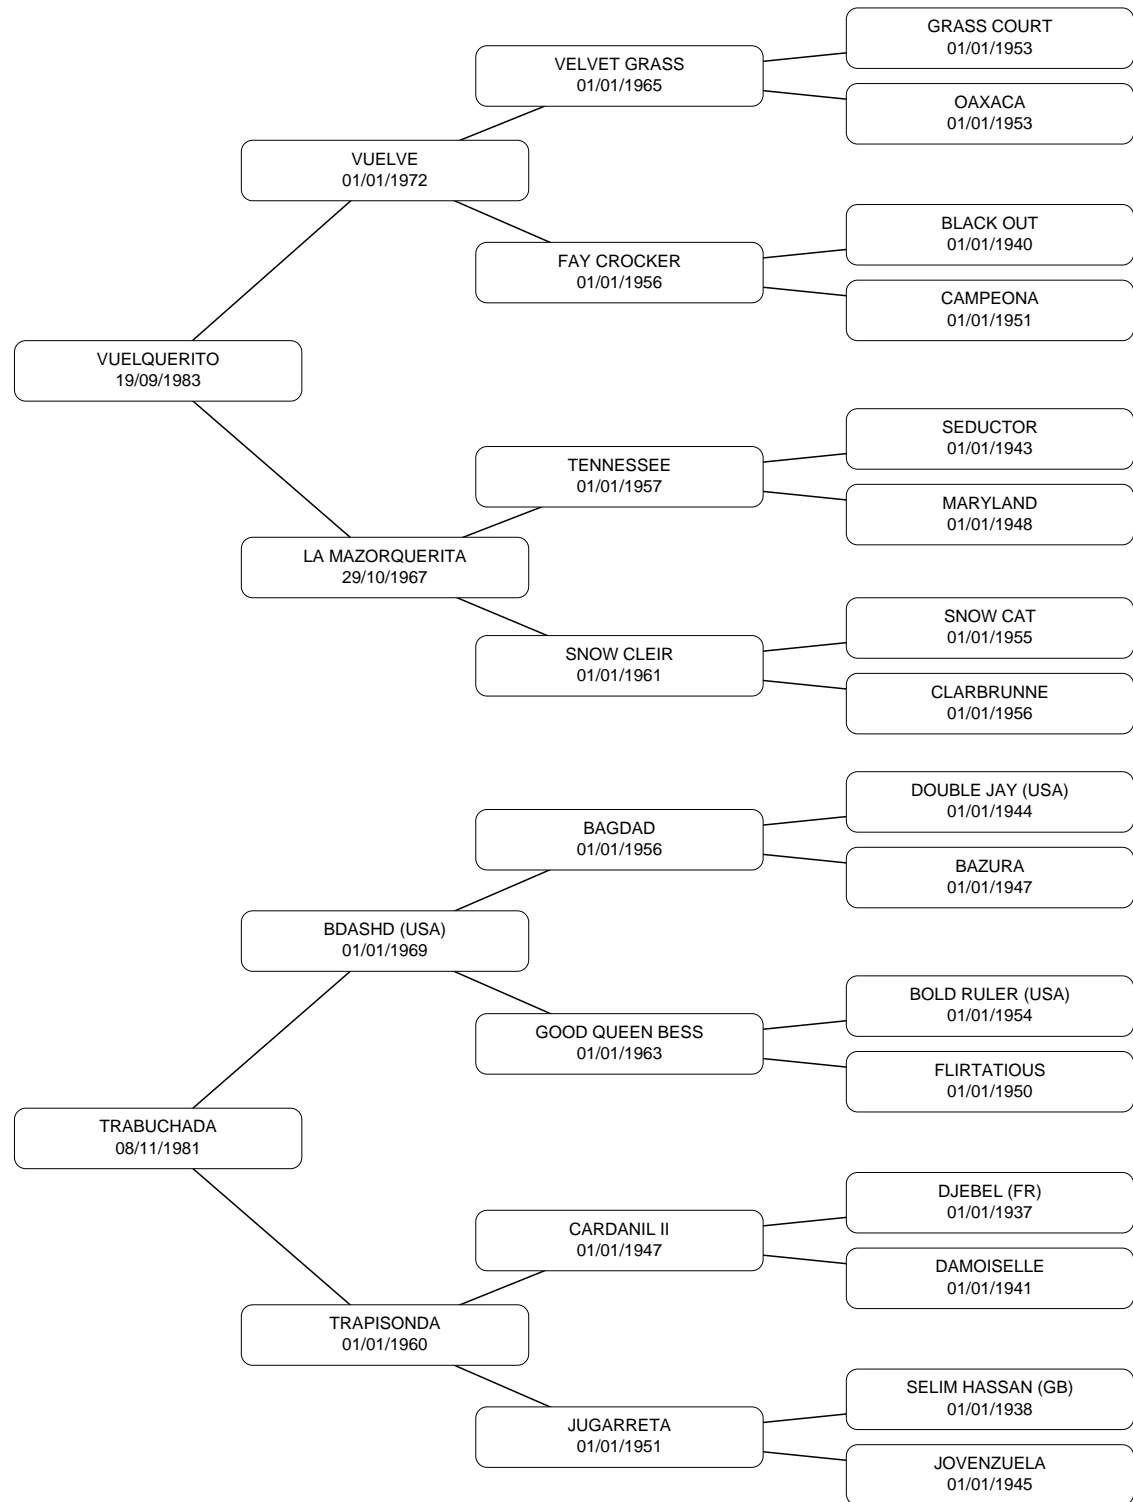 GRASS COURT
01/01/1953
VELVET GRASS
01/01/1965
OAXACA
01/01/1953
VUELVE
01/01/1972
BLACK OUT
01/01/1940
FAY CROCKER
01/01/1956
CAMPEONA
01/01/1951
VUELQUERITO
19/09/1983
SEDUCTOR
01/01/1943
TENNESSEE
01/01/1957
MARYLAND
01/01/1948
LA MAZORQUERITA
29/10/1967
SNOW CAT
01/01/1955
SNOW CLEIR
01/01/1961
CLARBRUNNE
01/01/1956
DOUBLE JAY (USA)
01/01/1944
BAGDAD
01/01/1956
BAZURA
01/01/1947
BDASHD (USA)
01/01/1969
BOLD RULER (USA)
01/01/1954
GOOD QUEEN BESS
01/01/1963
FLIRTATIOUS
01/01/1950
TRABUCHADA
08/11/1981
DJEBEL (FR)
01/01/1937
CARDANIL II
01/01/1947
DAMOISELLE
01/01/1941
TRAPISONDA
01/01/1960
SELIM HASSAN (GB)
01/01/1938
JUGARRETA
01/01/1951
JOVENZUELA
01/01/1945